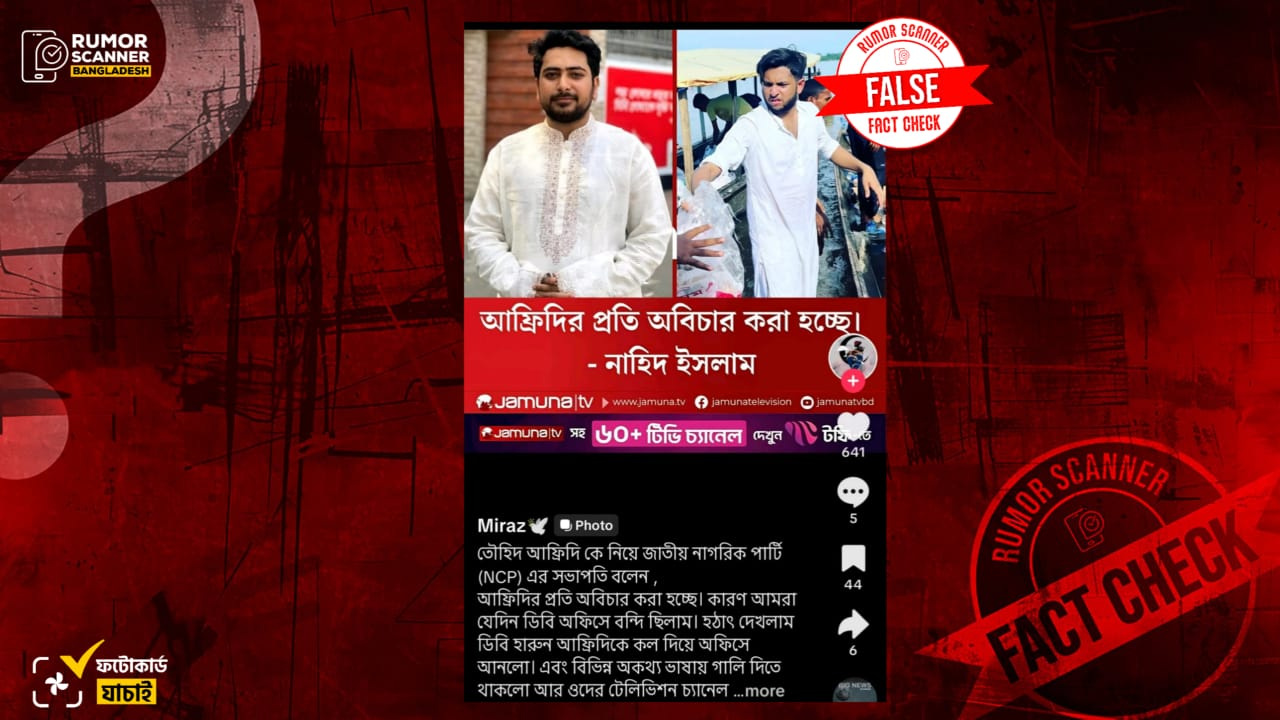 RUMOR
SCANNER
BANGLADESH
RUMOR SCANNER
FALSE
FACT CHECK
আফ্রিদির প্রতি অবিচার করা হচ্ছে।
- নাহিদ ইসলাম
Jamuna|tv www.jamuna.tv jamunatelevision jamunatvbd
Jamuna|tv সহ ৬০+ টিভি চ্যানেল দেখুন
641
5
44
6
Miraz🕊️ Photo
তৌহিদ আফ্রিদি কে নিয়ে জাতীয় নাগরিক পার্টি
(NCP) এর সভাপতি বলেন ,
আফ্রিদির প্রতি অবিচার করা হচ্ছে। কারণ আমরা
যেদিন ডিবি অফিসে বন্দি ছিলাম। হঠাৎ দেখলাম
ডিবি হারুন আফ্রিদিকে কল দিয়ে অফিসে
আনলো। এবং বিভিন্ন অকথ্য ভাষায় গালি দিতে
থাকলো আর ওদের টেলিভিশন চ্যানেল ...more
RUMOR SCANNER
FACT CHECK
ফটোকার্ড
যাচাই